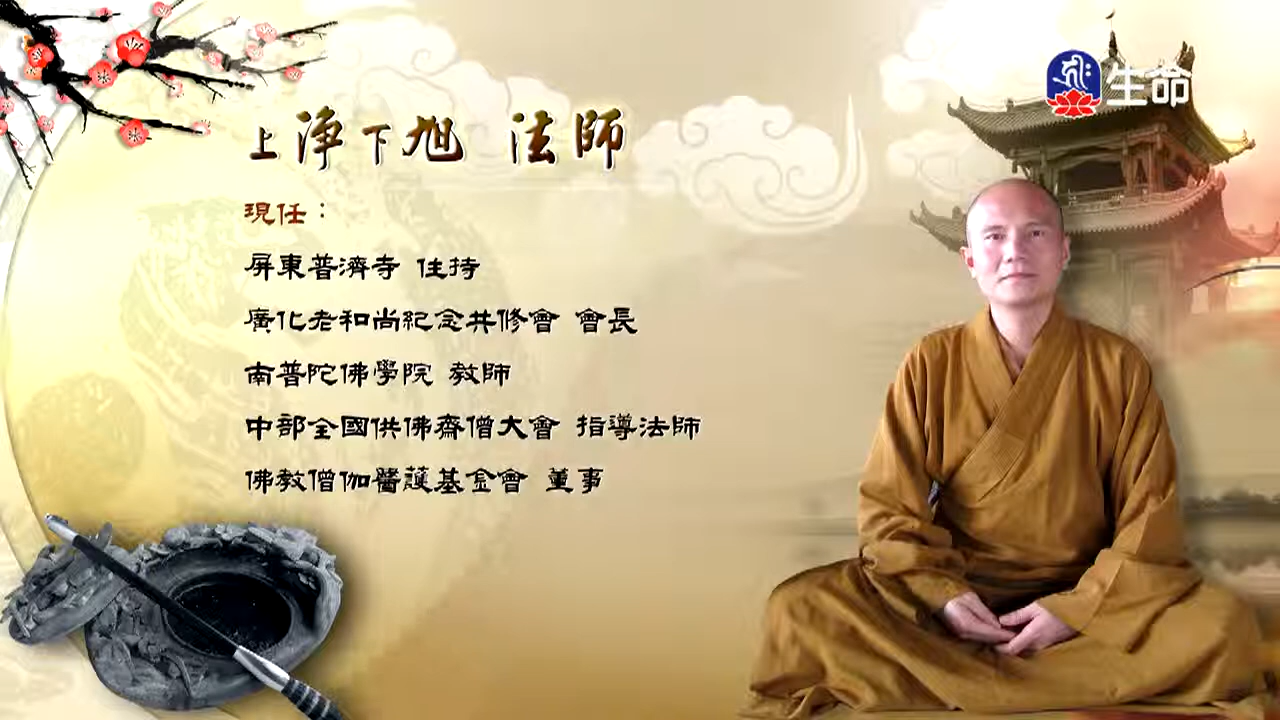 生命
上淨下旭 法師
現任：
屏東普濟寺 住持
廣化老和尚紀念共修會 會長
南普陀佛學院 教師
中部全國供佛齋僧大會 指導法師
佛教僧伽醫護基金會 董事